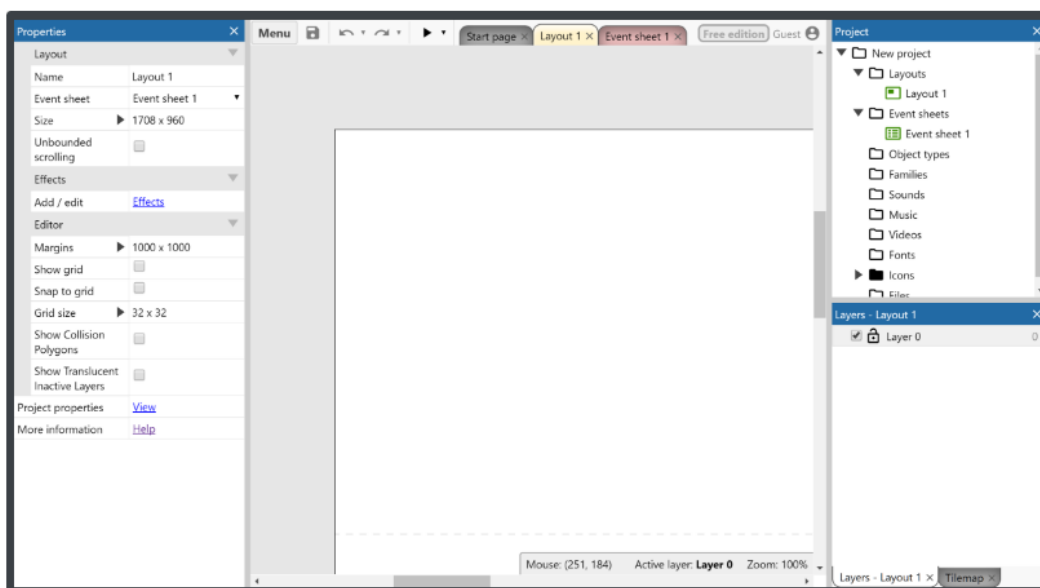 Properties
Layout
Name Layout 1
Event sheet Event sheet 1
Size 1708 x 960
Unbounded
scrolling
Effects
Add / edit Effects
Editor
Margins 1000 x 1000
Show grid
Snap to grid
Grid size 32 x 32
Show Collision
Polygons
Show Translucent
Inactive Layers
Project properties View
More information Help
Menu
Start page
Layout 1
Event sheet 1
Free edition Guest
Mouse: (251, 184) Active layer: Layer 0 Zoom: 100%
Project
New project
Layouts
Layout 1
Event sheets
Event sheet 1
Object types
Families
Sounds
Music
Videos
Fonts
Icons
Files
Layers - Layout 1
Layer 0 0
Layers - Layout 1 Tilemap